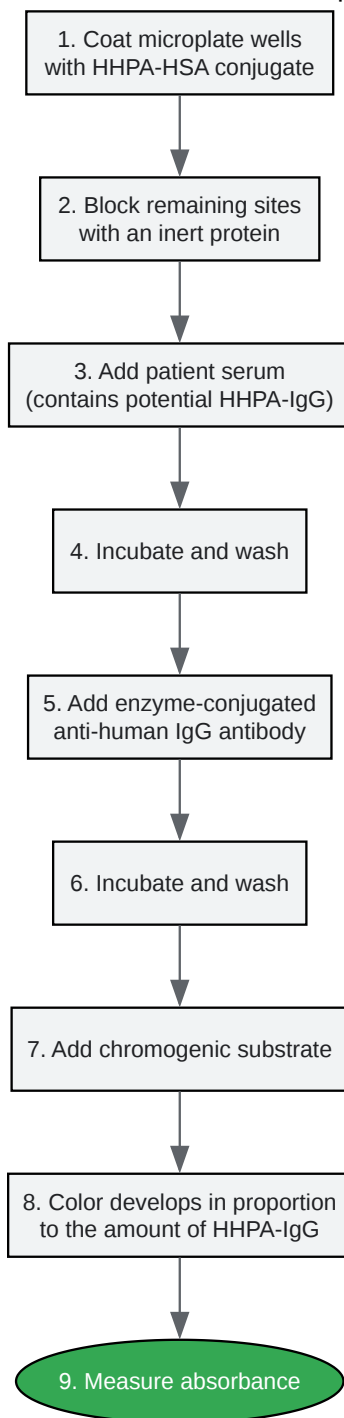 1. Coat microplate wells
with HHPA-HSA conjugate
2. Block remaining sites
with an inert protein
3. Add patient serum
(contains potential HHPA-IgG)
4. Incubate and wash
5. Add enzyme-conjugated
anti-human IgG antibody
6. Incubate and wash
7. Add chromogenic substrate
8. Color develops in proportion
to the amount of HHPA-IgG
9. Measure absorbance